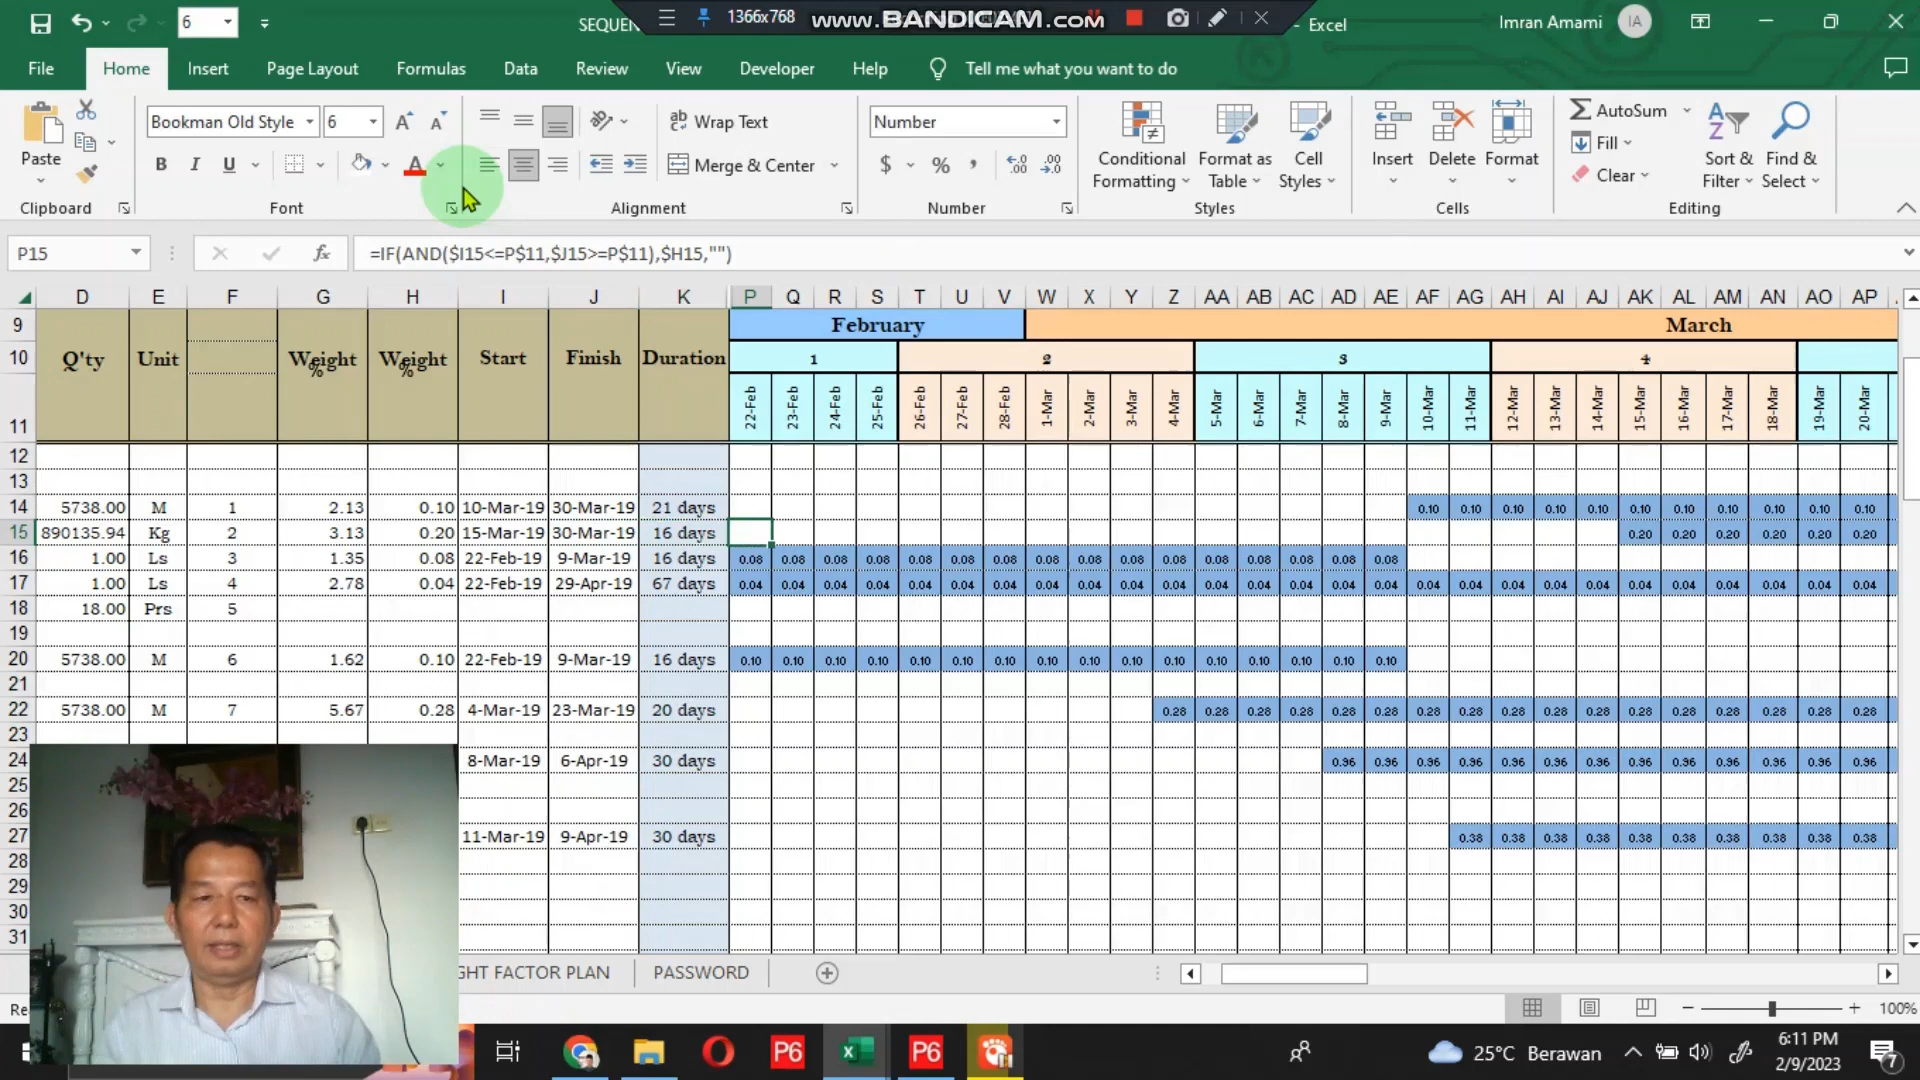 6
SEQUEN
1366x768
www.BANDICAM.com
- Excel
Imran Amami
IA
File
Home
Insert
Page Layout
Formulas
Data
Review
View
Developer
Help
Tell me what you want to do
Paste
Clipboard
Bookman Old Style
6
A
A
B
I
U
A
Font
Wrap Text
Merge & Center
Alignment
Number
$
%
Number
Conditional
Formatting
Format as
Table
Cell
Styles
Styles
Insert
Delete
Format
Cells
AutoSum
Fill
Clear
Sort &
Filter
Find &
Select
Editing
P15
fx
=IF(AND($I15<=P$11,$J15>=P$11),$H15,"")
D E F G H I J K P Q R S T U V W X Y Z AA AB AC AD AE AF AG AH AI AJ AK AL AM AN AO AP
9 February March
10 Q'ty Unit Weight % Weight % Start Finish Duration 1 2 3 4
11 22-Feb 23-Feb 24-Feb 25-Feb 26-Feb 27-Feb 28-Feb 1-Mar 2-Mar 3-Mar 4-Mar 5-Mar 6-Mar 7-Mar 8-Mar 9-Mar 10-Mar 11-Mar 12-Mar 13-Mar 14-Mar 15-Mar 16-Mar 17-Mar 18-Mar 19-Mar 20-Mar
12
13
14 5738.00 M 1 2.13 0.10 10-Mar-19 30-Mar-19 21 days 0.10 0.10 0.10 0.10 0.10 0.10 0.10 0.10 0.10 0.10 0.10
15 890135.94 Kg 2 3.13 0.20 15-Mar-19 30-Mar-19 16 days 0.20 0.20 0.20 0.20 0.20 0.20
16 1.00 Ls 3 1.35 0.08 22-Feb-19 9-Mar-19 16 days 0.08 0.08 0.08 0.08 0.08 0.08 0.08 0.08 0.08 0.08 0.08 0.08 0.08 0.08 0.08 0.08
17 1.00 Ls 4 2.78 0.04 22-Feb-19 29-Apr-19 67 days 0.04 0.04 0.04 0.04 0.04 0.04 0.04 0.04 0.04 0.04 0.04 0.04 0.04 0.04 0.04 0.04 0.04 0.04 0.04 0.04 0.04 0.04 0.04 0.04 0.04 0.04 0.04
18 18.00 Prs 5
19
20 5738.00 M 6 1.62 0.10 22-Feb-19 9-Mar-19 16 days 0.10 0.10 0.10 0.10 0.10 0.10 0.10 0.10 0.10 0.10 0.10 0.10 0.10 0.10 0.10 0.10
21
22 5738.00 M 7 5.67 0.28 4-Mar-19 23-Mar-19 20 days 0.28 0.28 0.28 0.28 0.28 0.28 0.28 0.28 0.28 0.28 0.28 0.28 0.28 0.28 0.28 0.28 0.28
23
24 8-Mar-19 6-Apr-19 30 days 0.96 0.96 0.96 0.96 0.96 0.96 0.96 0.96 0.96 0.96 0.96 0.96 0.96
25
26
27 11-Mar-19 9-Apr-19 30 days 0.38 0.38 0.38 0.38 0.38 0.38 0.38 0.38 0.38 0.38
28
29
30
31
GHT FACTOR PLAN
PASSWORD
Re
100%
P6
P6
25°C Berawan
6:11 PM
2/9/2023
7